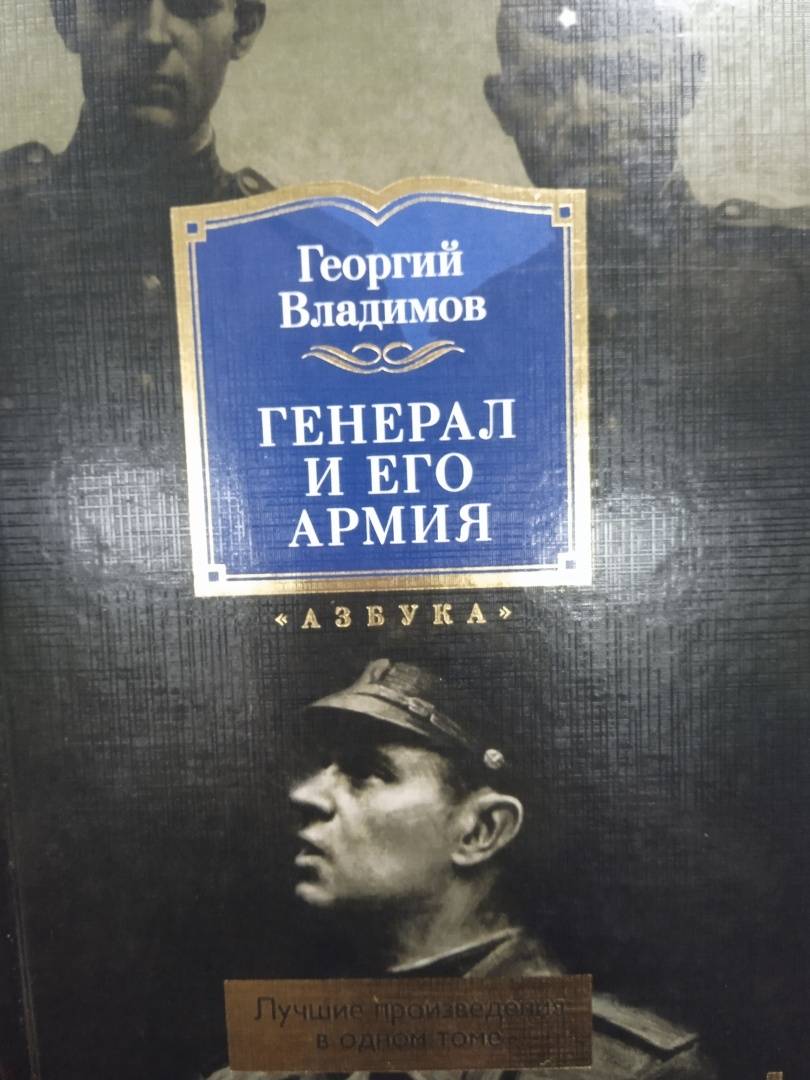 Георгий
Владимов
ГЕНЕРАЛ
И ЕГО
АРМИЯ
«АЗБУКА»
Лучшие произведения
в одном томе